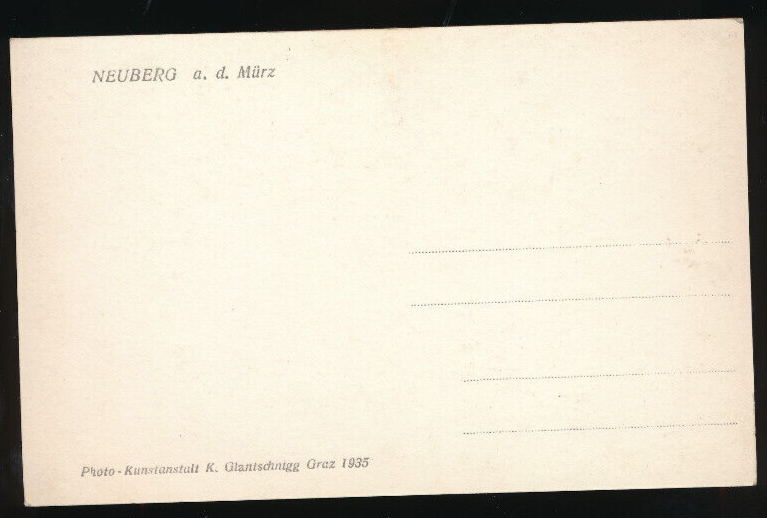 NEUBERG a. d. Mürz
Photo-Kunstanstalt K. Glantschnigg Graz 1935